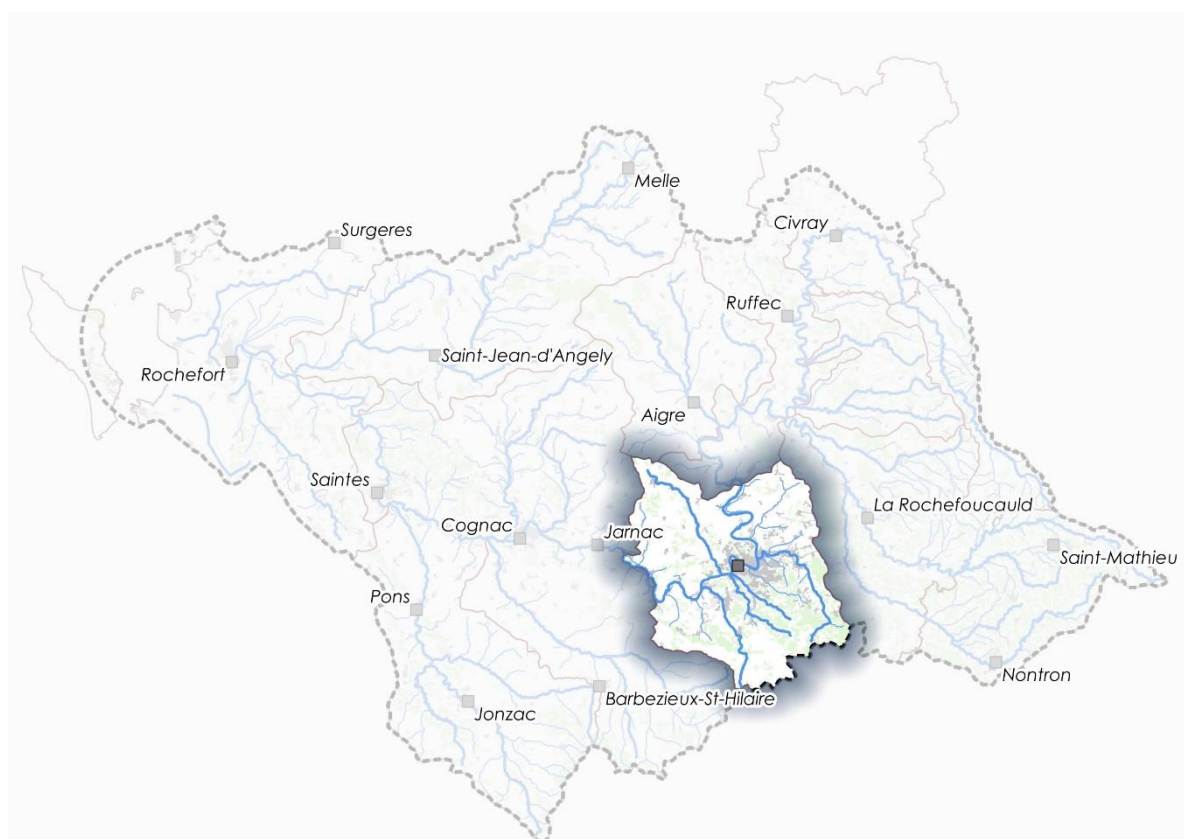 Melle
Surgeres
Civray
Ruffec
Saint-Jean-d'Angely
Rochefort
Aigre
Saintes
La Rochefoucauld
Cognac
Jarnac
Saint-Mathieu
Pons
Nontron
Barbezieux-St-Hilaire
Jonzac